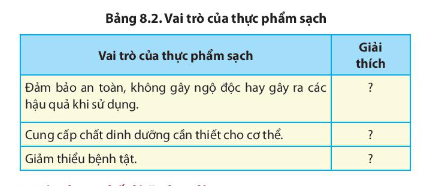 Bảng 8.2. Vai trò của thực phẩm sạch
Vai trò của thực phẩm sạch
Giải
thích
Đảm bảo an toàn, không gây ngộ độc hay gây ra các
hậu quả khi sử dụng.
?
Cung cấp chất dinh dưỡng cần thiết cho cơ thể.
?
Giảm thiểu bệnh tật.
?